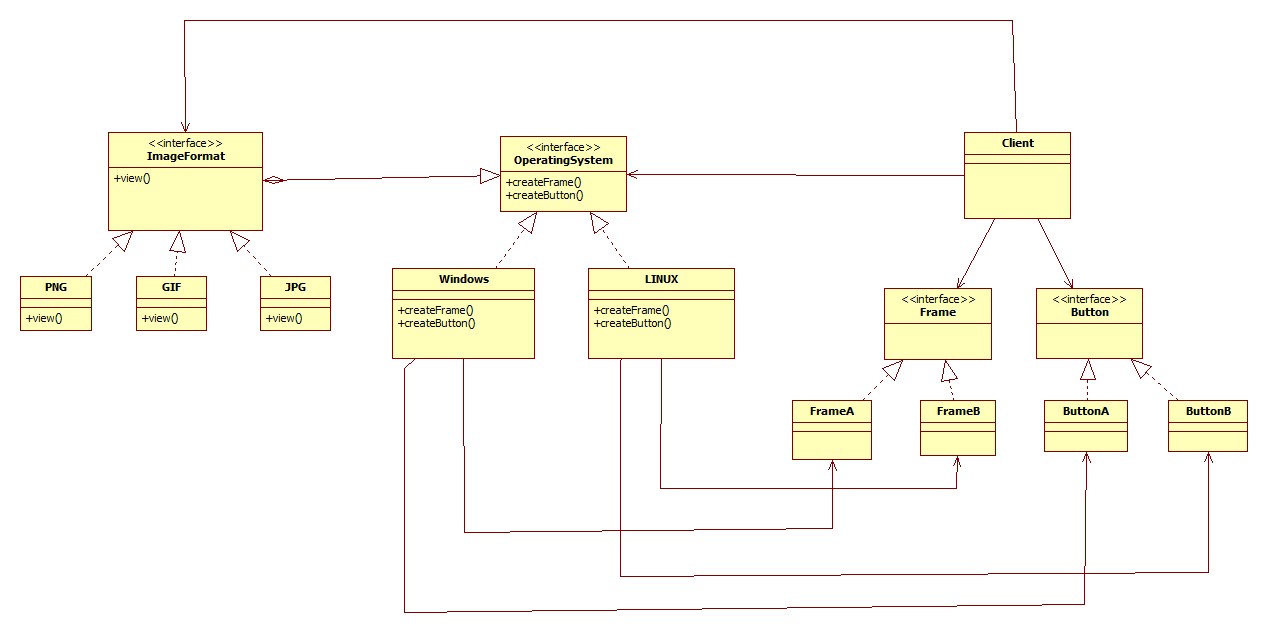 <<interface>>
ImageFormat
+view()
<<interface>>
OperatingSystem
+createFrame()
+createButton()
Client
PNG
+view()
GIF
+view()
JPG
+view()
Windows
+createFrame()
+createButton()
LINUX
+createFrame()
+createButton()
<<interface>>
Frame
<<interface>>
Button
FrameA
FrameB
ButtonA
ButtonB